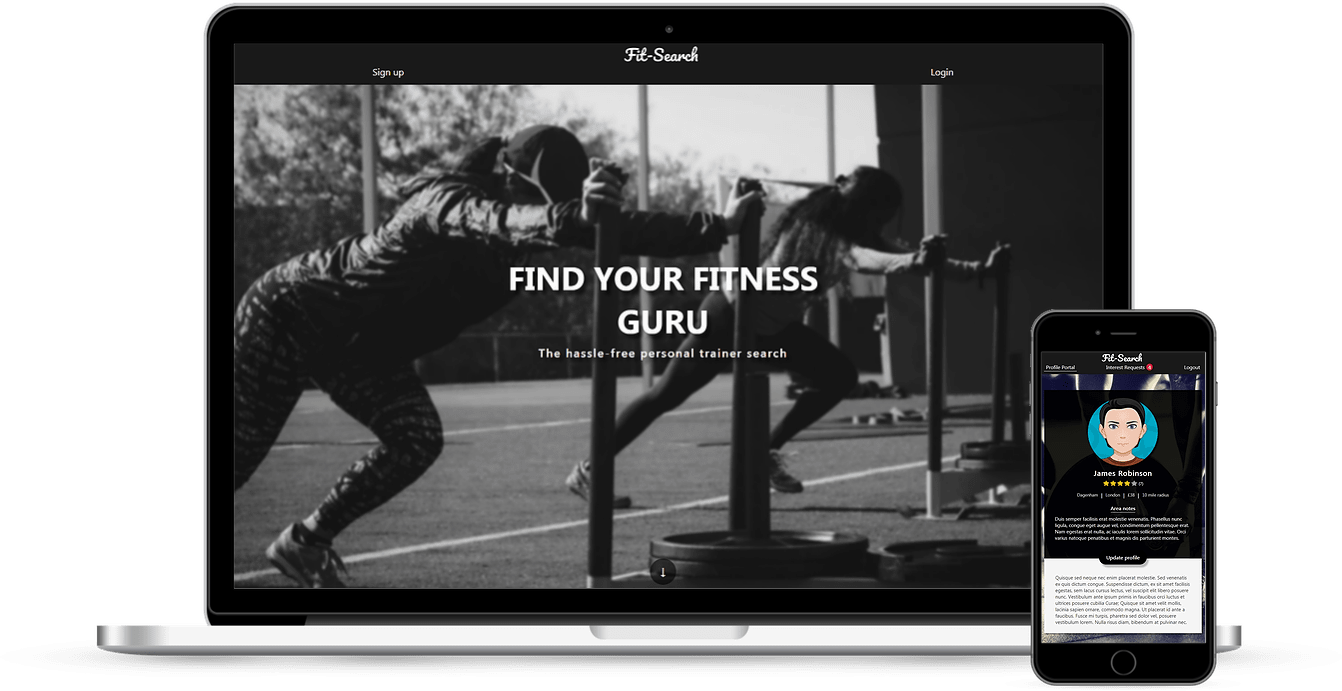 Fit-Search
Sign up
Login
FIND YOUR FITNESS
GURU
The hassle-free personal trainer search
Fit-Search
Profile Portal
Interest Requests 4
Logout
James Robinson
(7)
Dagenham | London | £38 | 10 mile radius
Area notes
Duis semper facilisis erat molestie venenatis. Phasellus nunc
ligula, congue eget augue vel, condimentum pellentesque erat.
Nam egestas erat nulla, ac iaculis lorem sollicitudin vitae. Orci
varius natoque penatibus et magnis dis parturient montes.
Update profile
Quisque sed neque nec enim placerat molestie. Sed venenatis
ex quis dictum congue. Suspendisse dictum, ex sit amet facilisis
egestas, sem lacus cursus lectus, vel suscipit elit libero posuere
nunc. Vestibulum ante ipsum primis in faucibus orci luctus et
ultrices posuere cubilia Curae; Quisque sit amet velit mollis,
lacinia sapien ornare, commodo magna. Ut placerat id ante a
faucibus. Fusce mi turpis, pharetra sed dolor vel, posuere
vestibulum lorem. Nulla risus diam, bibendum at pulvinar nec.